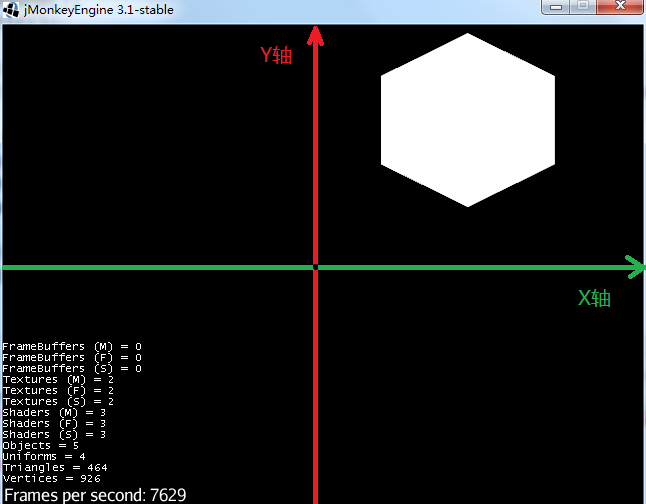 jMonkeyEngine 3.1-stable
Y轴
X轴
FrameBuffers (M) = 0
FrameBuffers (F) = 0
FrameBuffers (S) = 0
Textures (M) = 2
Textures (F) = 2
Textures (S) = 2
Shaders (M) = 3
Shaders (F) = 3
Shaders (S) = 3
Objects = 5
Uniforms = 4
Triangles = 464
Vertices = 926
Frames per second: 7629